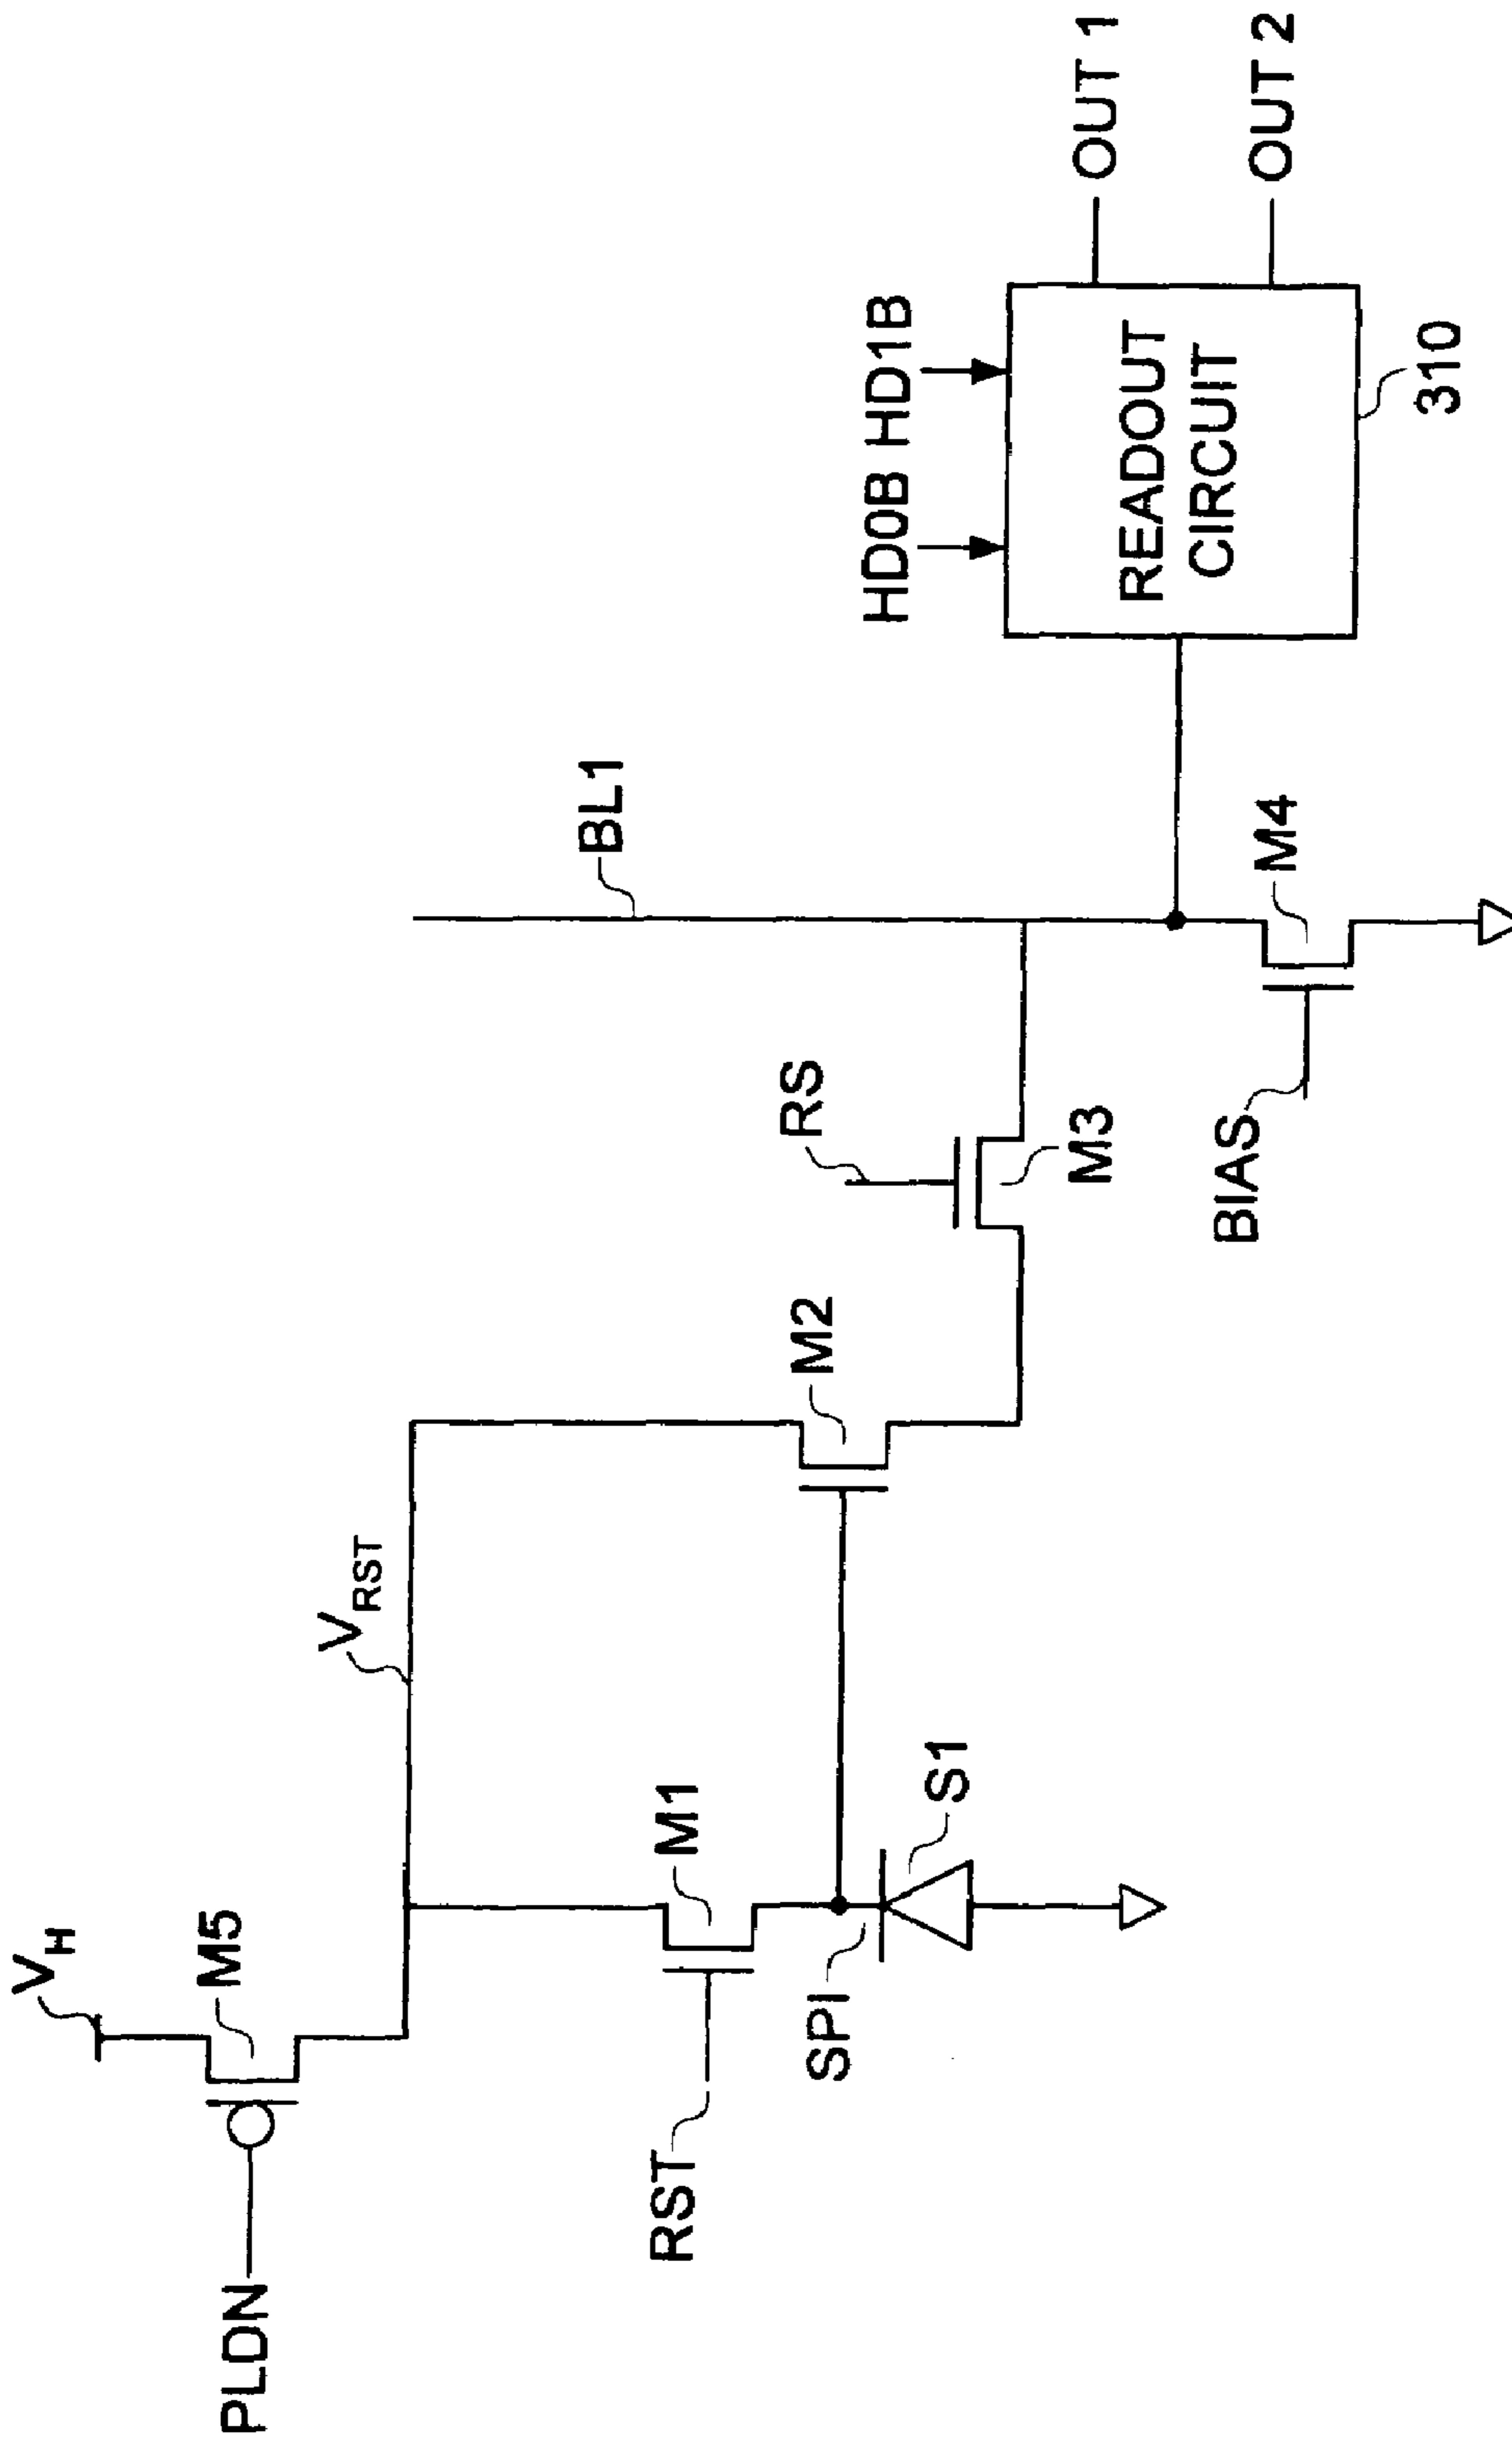 V_H
PLDN
M5
V_RST
RST
M1
SPI
S1
M2
RS
M3
BL1
BIAS
M4
HD0B HD1B
READOUT
CIRCUIT
310
OUT 1
OUT 2